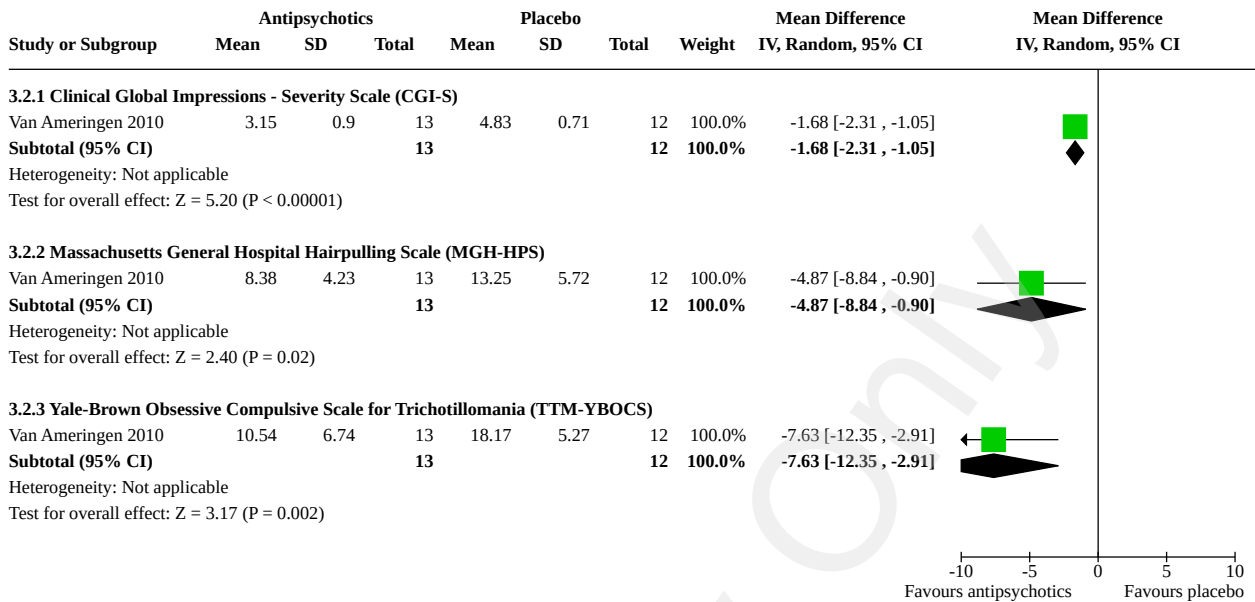 Antipsychotics Placebo Mean Difference Mean Difference
Study or Subgroup Mean SD Total Mean SD Total Weight IV, Random, 95% CI IV, Random, 95% CI
3.2.1 Clinical Global Impressions - Severity Scale (CGI-S)
Van Ameringen 2010 3.15 0.9 13 4.83 0.71 12 100.0% -1.68 [-2.31 , -1.05]
Subtotal (95% CI) 13 12 100.0% -1.68 [-2.31 , -1.05]
Heterogeneity: Not applicable
Test for overall effect: Z = 5.20 (P < 0.00001)
3.2.2 Massachusetts General Hospital Hairpulling Scale (MGH-HPS)
Van Ameringen 2010 8.38 4.23 13 13.25 5.72 12 100.0% -4.87 [-8.84 , -0.90]
Subtotal (95% CI) 13 12 100.0% -4.87 [-8.84 , -0.90]
Heterogeneity: Not applicable
Test for overall effect: Z = 2.40 (P = 0.02)
3.2.3 Yale-Brown Obsessive Compulsive Scale for Trichotillomania (TTM-YBOCS)
Van Ameringen 2010 10.54 6.74 13 18.17 5.27 12 100.0% -7.63 [-12.35 , -2.91]
Subtotal (95% CI) 13 12 100.0% -7.63 [-12.35 , -2.91]
Heterogeneity: Not applicable
Test for overall effect: Z = 3.17 (P = 0.002)
-10 -5 0 5 10
Favours antipsychotics Favours placebo
Only